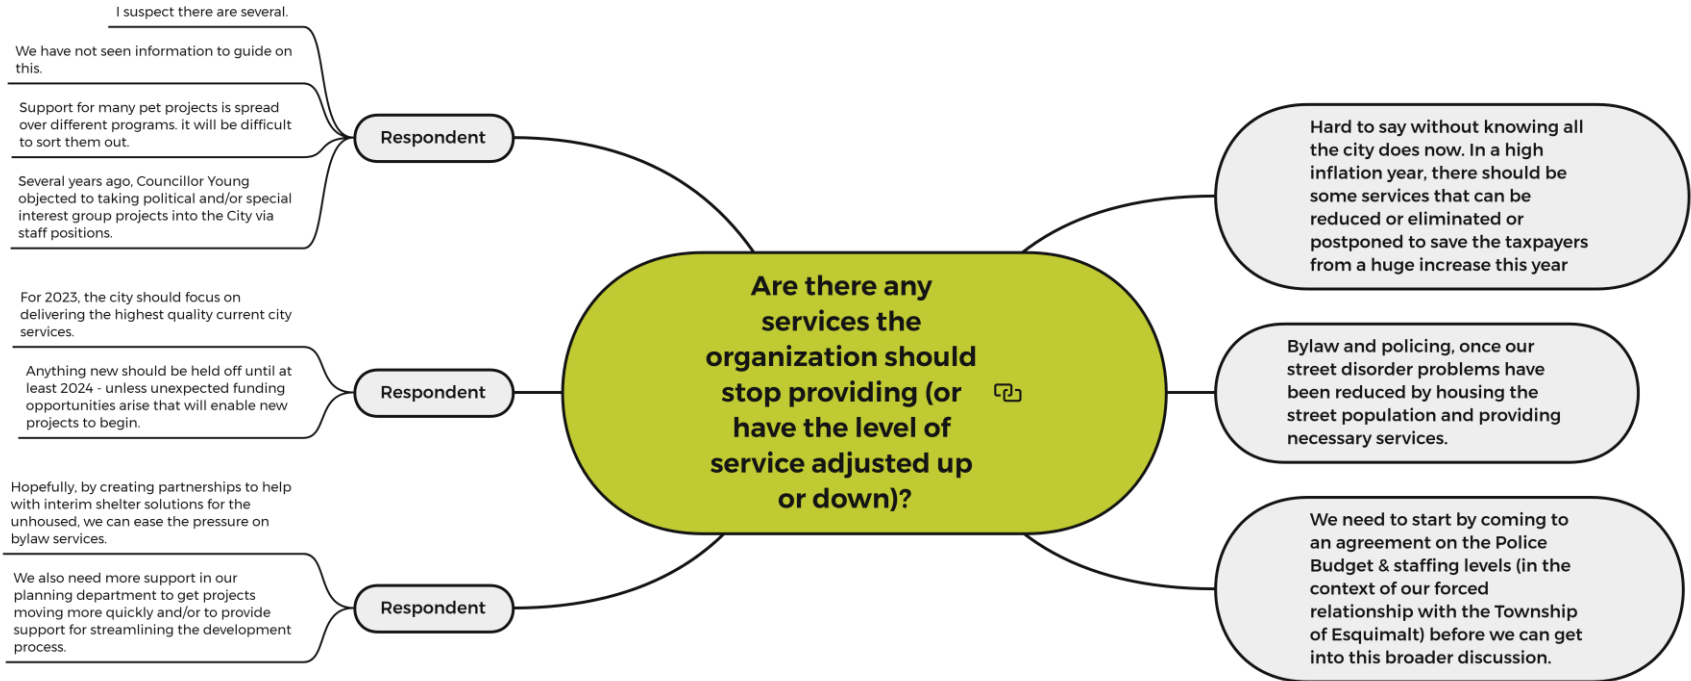 I suspect there are several.
We have not seen information to guide on
this.
Support for many pet projects is spread
over different programs. it will be difficult
to sort them out.
Several years ago, Councillor Young
objected to taking political and/or special
interest group projects into the City via
staff positions.
Respondent
For 2023, the city should focus on
delivering the highest quality current city
services.
Anything new should be held off until at
least 2024 - unless unexpected funding
opportunities arise that will enable new
projects to begin.
Respondent
Hopefully, by creating partnerships to help
with interim shelter solutions for the
unhoused, we can ease the pressure on
bylaw services.
We also need more support in our
planning department to get projects
moving more quickly and/or to provide
support for streamlining the development
process.
Respondent
Are there any
services the
organization should
stop providing (or
have the level of
service adjusted up
or down)?
Hard to say without knowing all
the city does now. In a high
inflation year, there should be
some services that can be
reduced or eliminated or
postponed to save the taxpayers
from a huge increase this year
Bylaw and policing, once our
street disorder problems have
been reduced by housing the
street population and providing
necessary services.
We need to start by coming to
an agreement on the Police
Budget & staffing levels (in the
context of our forced
relationship with the Township
of Esquimalt) before we can get
into this broader discussion.